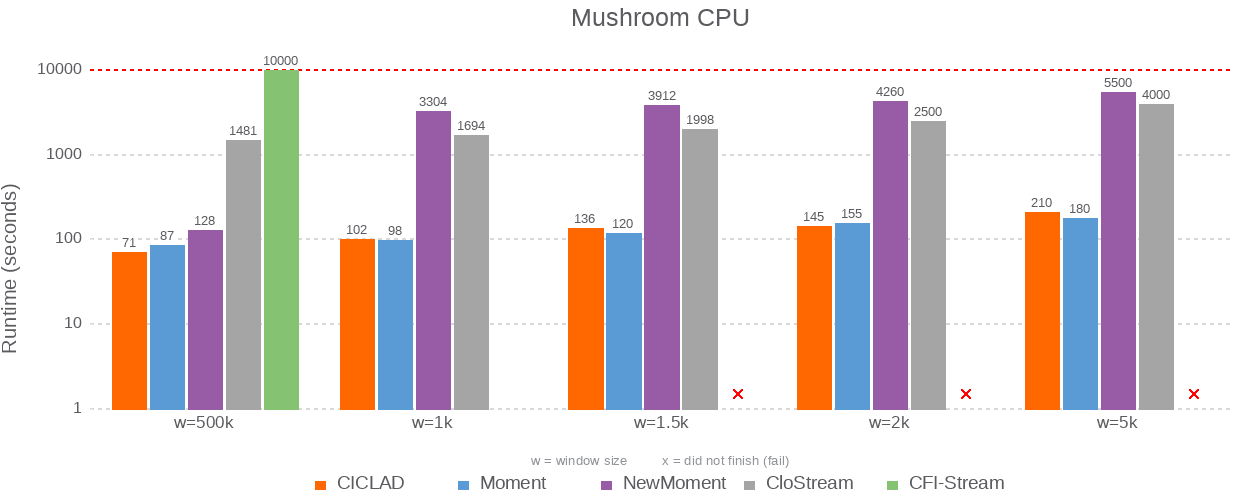 Mushroom CPU
Runtime (seconds)
10000
1000
100
10
1
71
87
128
1481
10000
102
98
3304
1694
136
120
3912
1998
145
155
4260
2500
210
180
5500
4000
w=500k
w=1k
w=1.5k
w=2k
w=5k
w = window size x = did not finish (fail)
CICLAD Moment NewMoment CloStream CFI-Stream